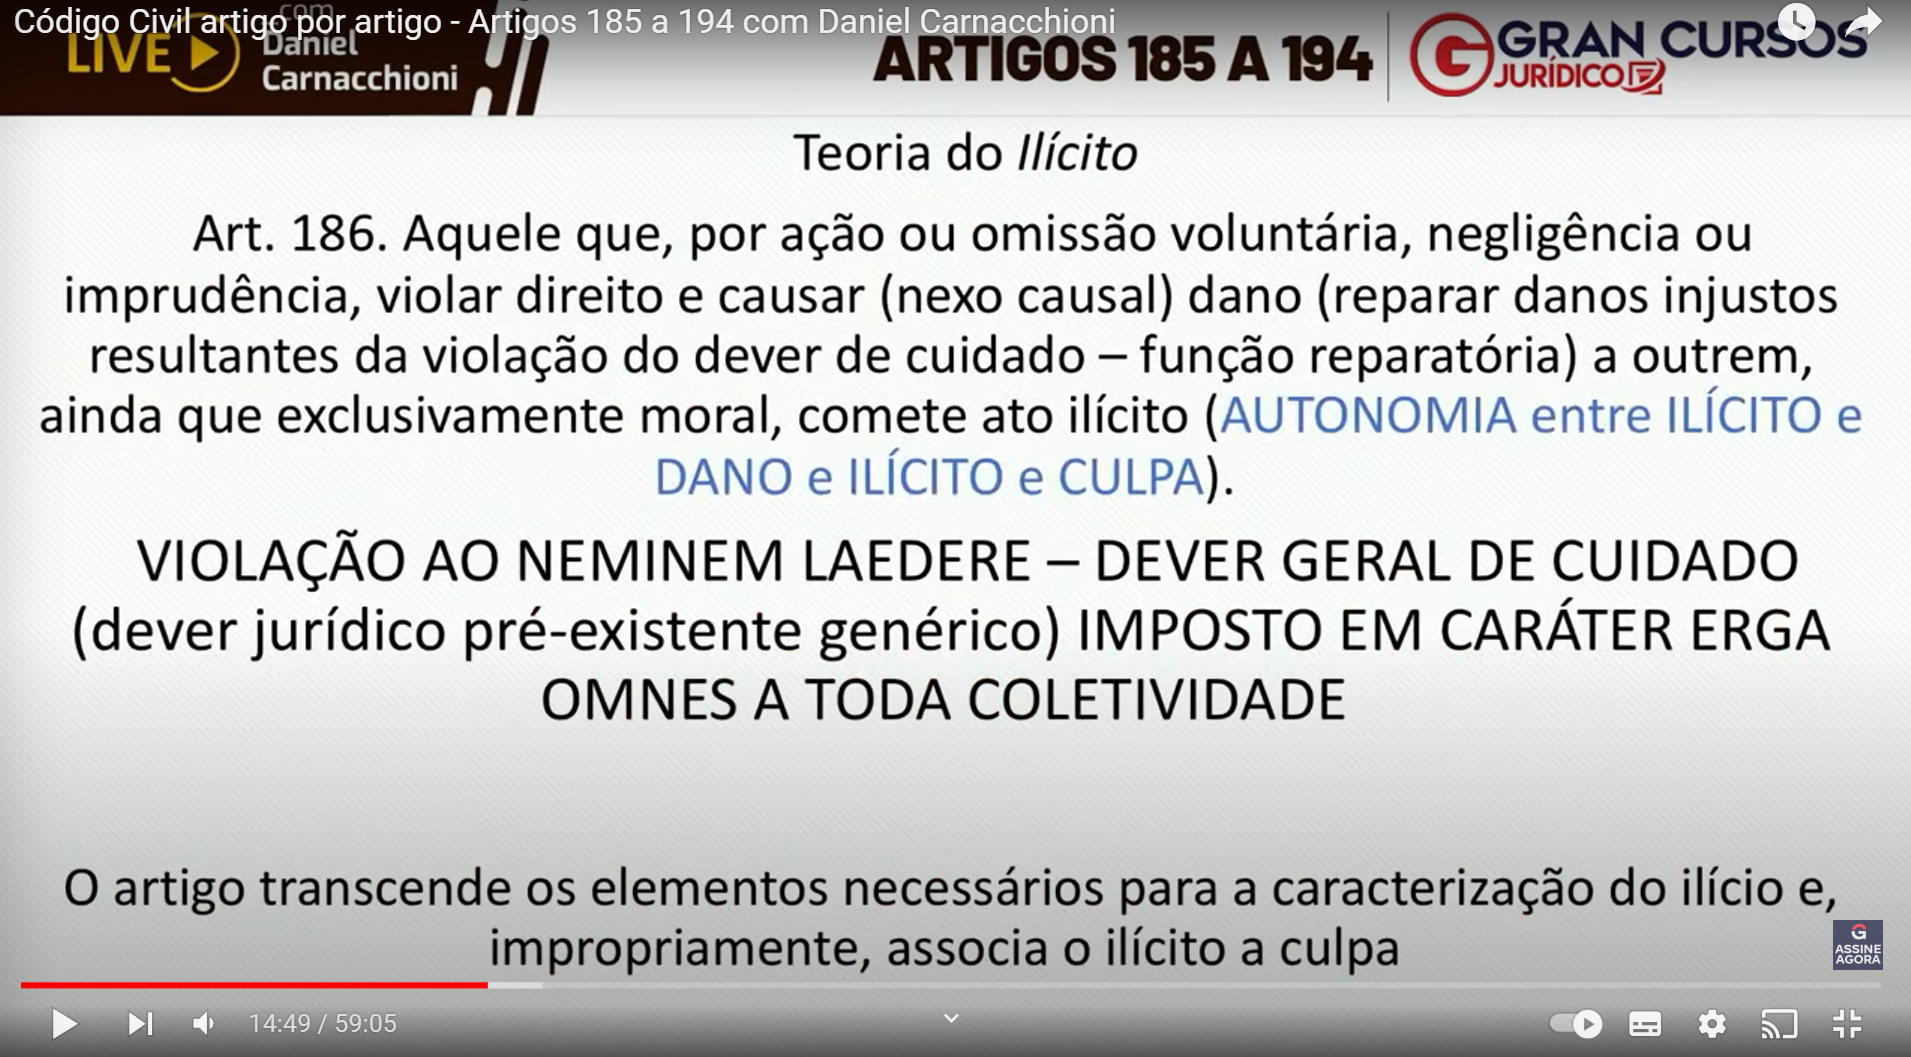 Código Civil artigo por artigo - Artigos 185 a 194 com Daniel Carnacchioni
com
LIVE
Daniel
Carnacchioni
ARTIGOS 185 A 194
GRAN CURSOS
JURÍDICO
Teoria do Ilícito
Art. 186. Aquele que, por ação ou omissão voluntária, negligência ou
imprudência, violar direito e causar (nexo causal) dano (reparar danos injustos
resultantes da violação do dever de cuidado – função reparatória) a outrem,
ainda que exclusivamente moral, comete ato ilícito (AUTONOMIA entre ILÍCITO e
DANO e ILÍCITO e CULPA).
VIOLAÇÃO AO NEMINEM LAEDERE – DEVER GERAL DE CUIDADO
(dever jurídico pré-existente genérico) IMPOSTO EM CARÁTER ERGA
OMNES A TODA COLETIVIDADE
O artigo transcende os elementos necessários para a caracterização do ilício e,
impropriamente, associa o ilícito a culpa
G
ASSINE
AGORA
14:49 / 59:05